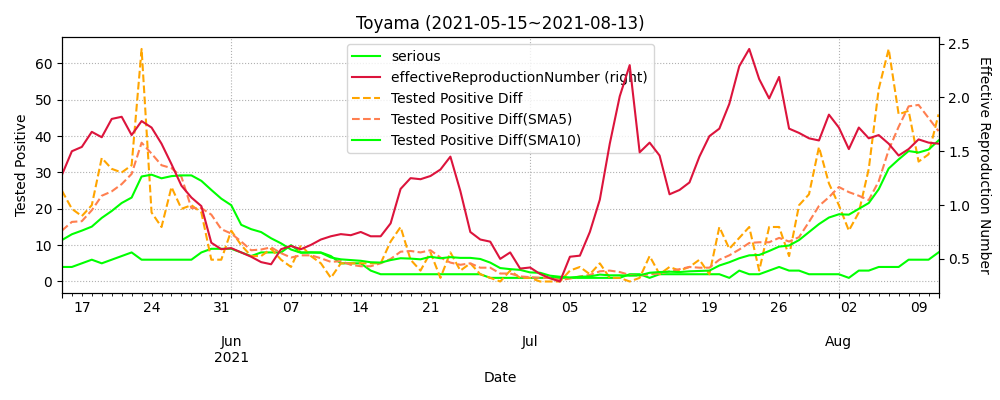 Toyama (2021-05-15~2021-08-13)
serious
effectiveReproductionNumber (right)
Tested Positive Diff
Tested Positive Diff(SMA5)
Tested Positive Diff(SMA10)
Tested Positive
60
50
40
30
20
10
0
2.5
2.0
1.5
1.0
0.5
Effective Reproduction Number
17 24 31 07 14 21 28 05 12 19 26 02 09
Jun Jul Aug
2021
Date